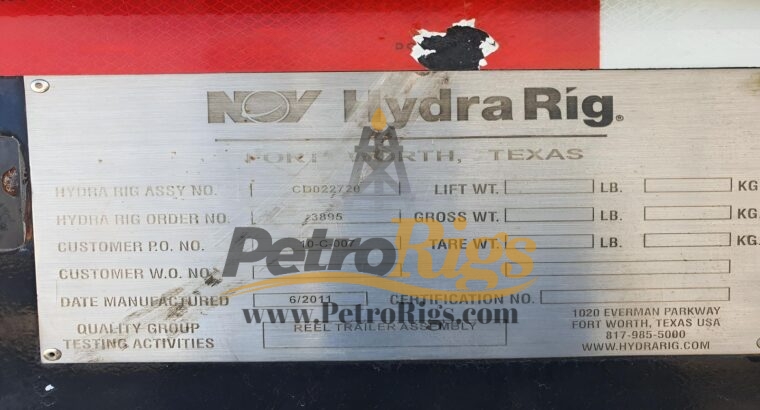 NOV Hydra Rig®
FORT WORTH, TEXAS
HYDRA RIG ASSY NO. CD022720 LIFT WT. LB. KG
HYDRA RIG ORDER NO. 3895 GROSS WT. LB. KG
CUSTOMER P.O. NO. 10-C-007 TARE WT. LB. KG.
CUSTOMER W.O. NO.
PetroRigs
DATE MANUFACTURED 6/2011 CERTIFICATION NO.
www.PetroRigs.com
QUALITY GROUP REEL TRAILER ASSEMBLY
TESTING ACTIVITIES
1020 EVERMAN PARKWAY
FORT WORTH, TEXAS USA
817-985-5000
WWW.HYDRARIG.COM